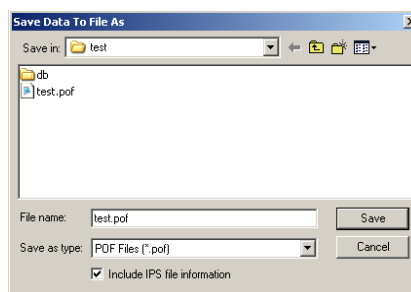 Save Data To File As
Save in: test
db
test.pof
File name: test.pof
Save
Save as type: POF Files (*.pof)
Cancel
Include IPS file information